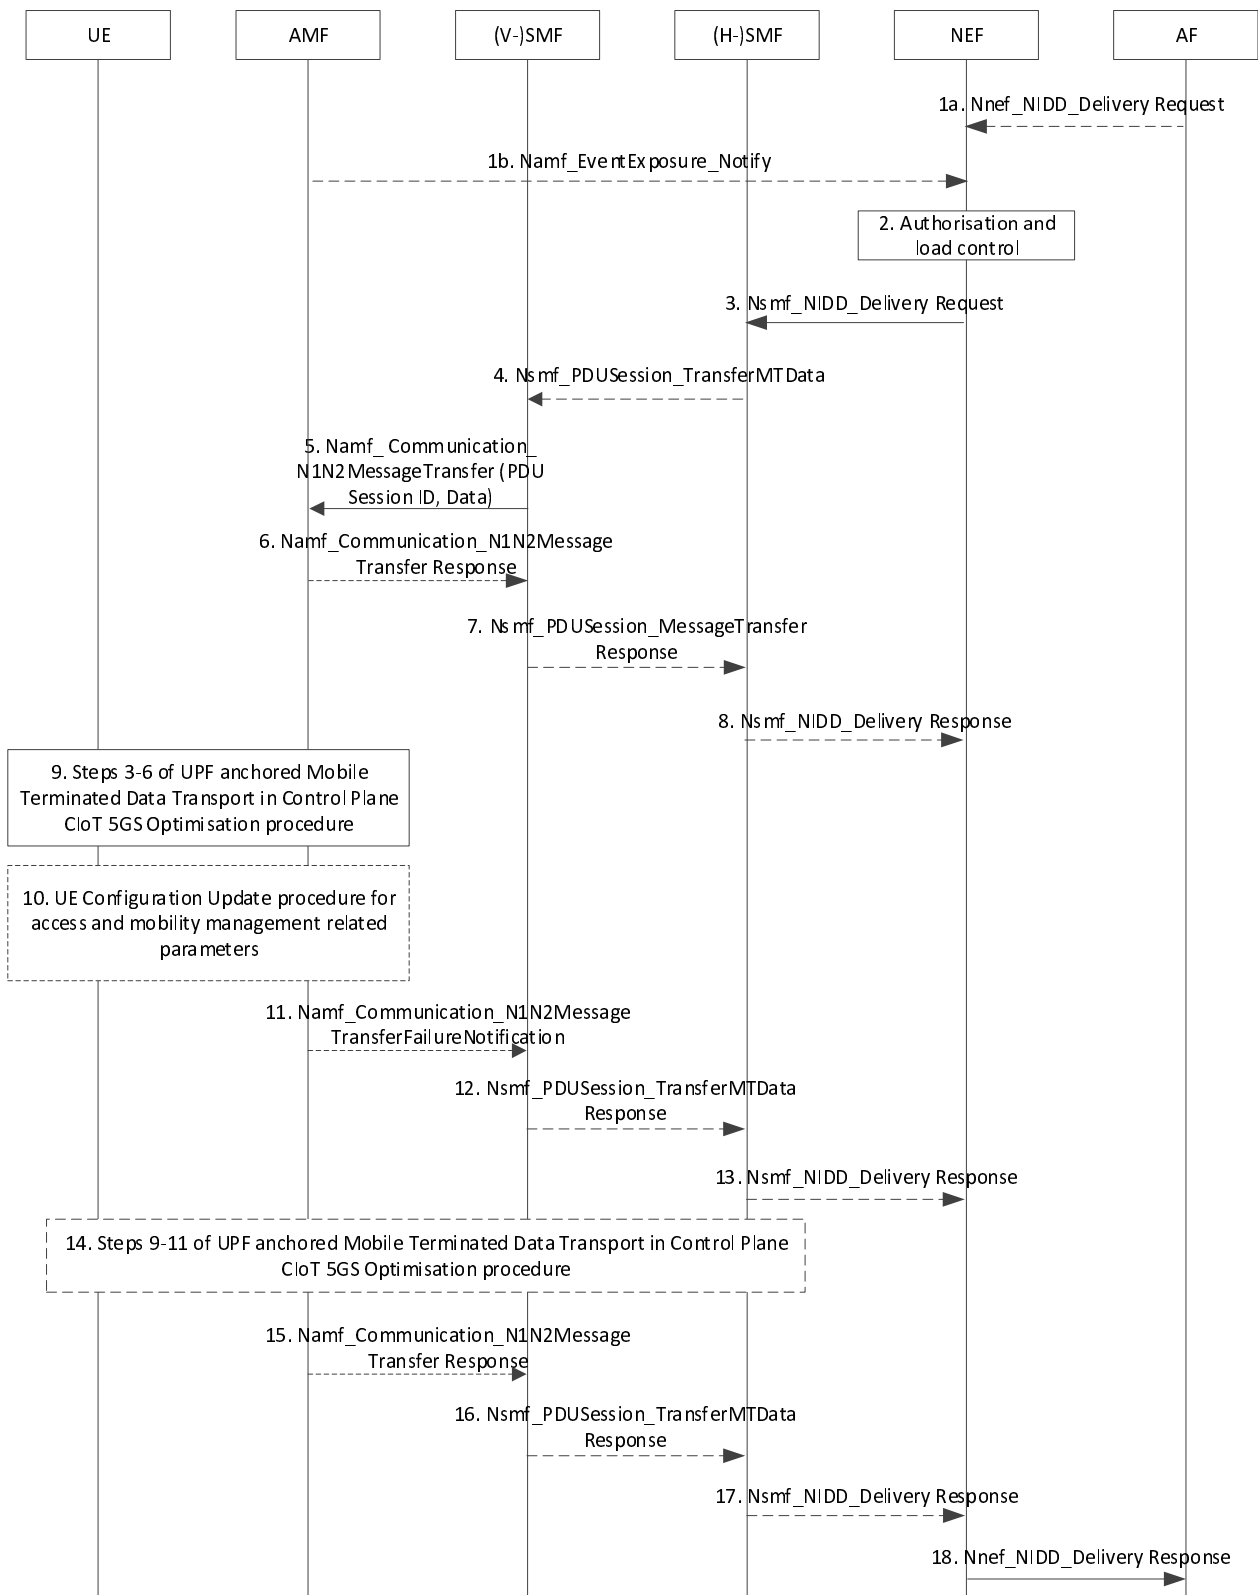 UE
AMF
(V-)SMF
(H-)SMF
NEF
AF
1a. Nnef_NIDD_Delivery Request
1b. Namf_EventExposure_Notify
2. Authorisation and
load control
3. Nsmf_NIDD_Delivery Request
4. Nsmf_PDUSession_TransferMTData
5. Namf_ Communication_
N1N2MessageTransfer (PDU
Session ID, Data)
6. Namf_Communication_N1N2Message
Transfer Response
7. Nsmf_PDUSession_MessageTransfer
Response
8. Nsmf_NIDD_Delivery Response
9. Steps 3-6 of UPF anchored Mobile
Terminated Data Transport in Control Plane
CIoT 5GS Optimisation procedure
10. UE Configuration Update procedure for
access and mobility management related
parameters
11. Namf_Communication_N1N2Message
TransferFailureNotification
12. Nsmf_PDUSession_TransferMTData
Response
13. Nsmf_NIDD_Delivery Response
14. Steps 9-11 of UPF anchored Mobile Terminated Data Transport in Control Plane
CIoT 5GS Optimisation procedure
15. Namf_Communication_N1N2Message
Transfer Response
16. Nsmf_PDUSession_TransferMTData
Response
17. Nsmf_NIDD_Delivery Response
18. Nnef_NIDD_Delivery Response